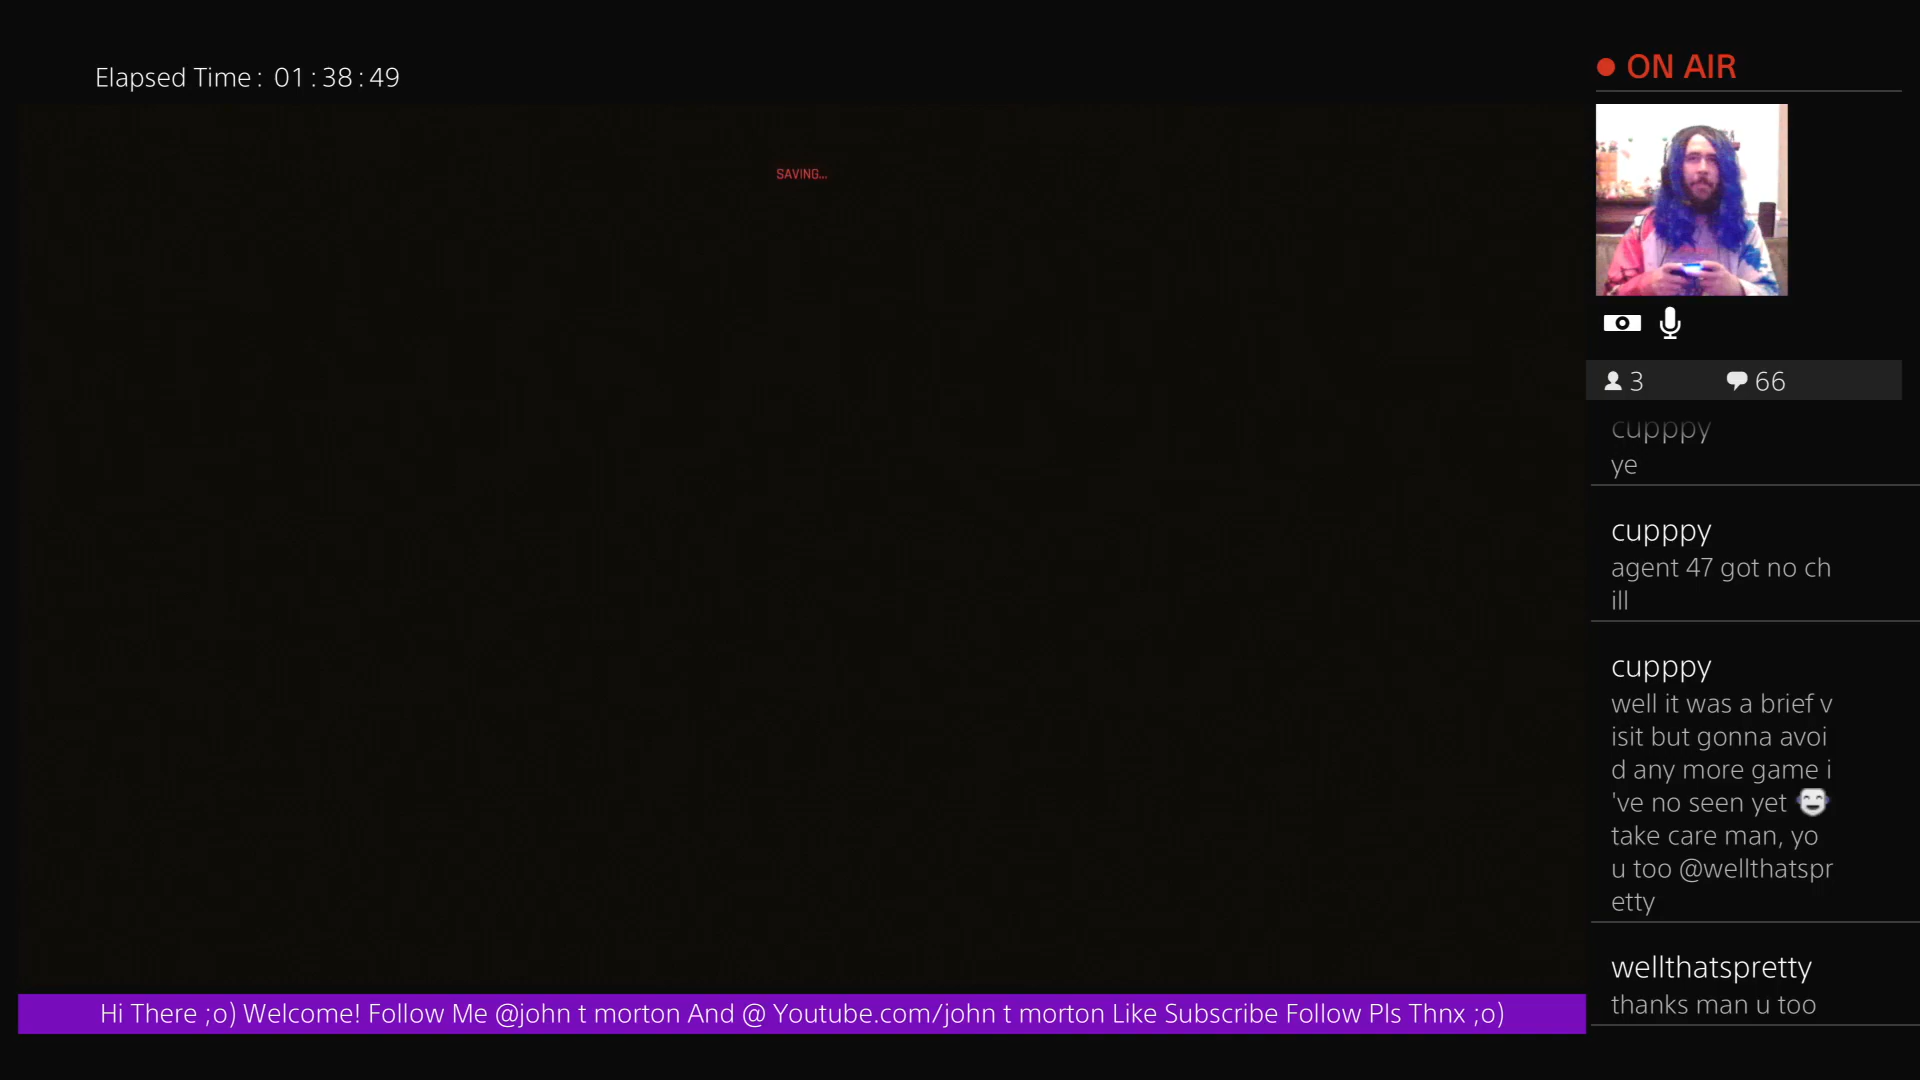 Elapsed Time: 01:38:49
ON AIR
SAVING...
3 66
cupppy
ye
cupppy
agent 47 got no ch
ill
cupppy
well it was a brief v
isit but gonna avoi
d any more game i
've no seen yet
take care man, yo
u too @wellthatspr
etty
wellthatspretty
thanks man u too
Hi There ;o) Welcome! Follow Me @john t morton And @ Youtube.com/john t morton Like Subscribe Follow Pls Thnx ;o)